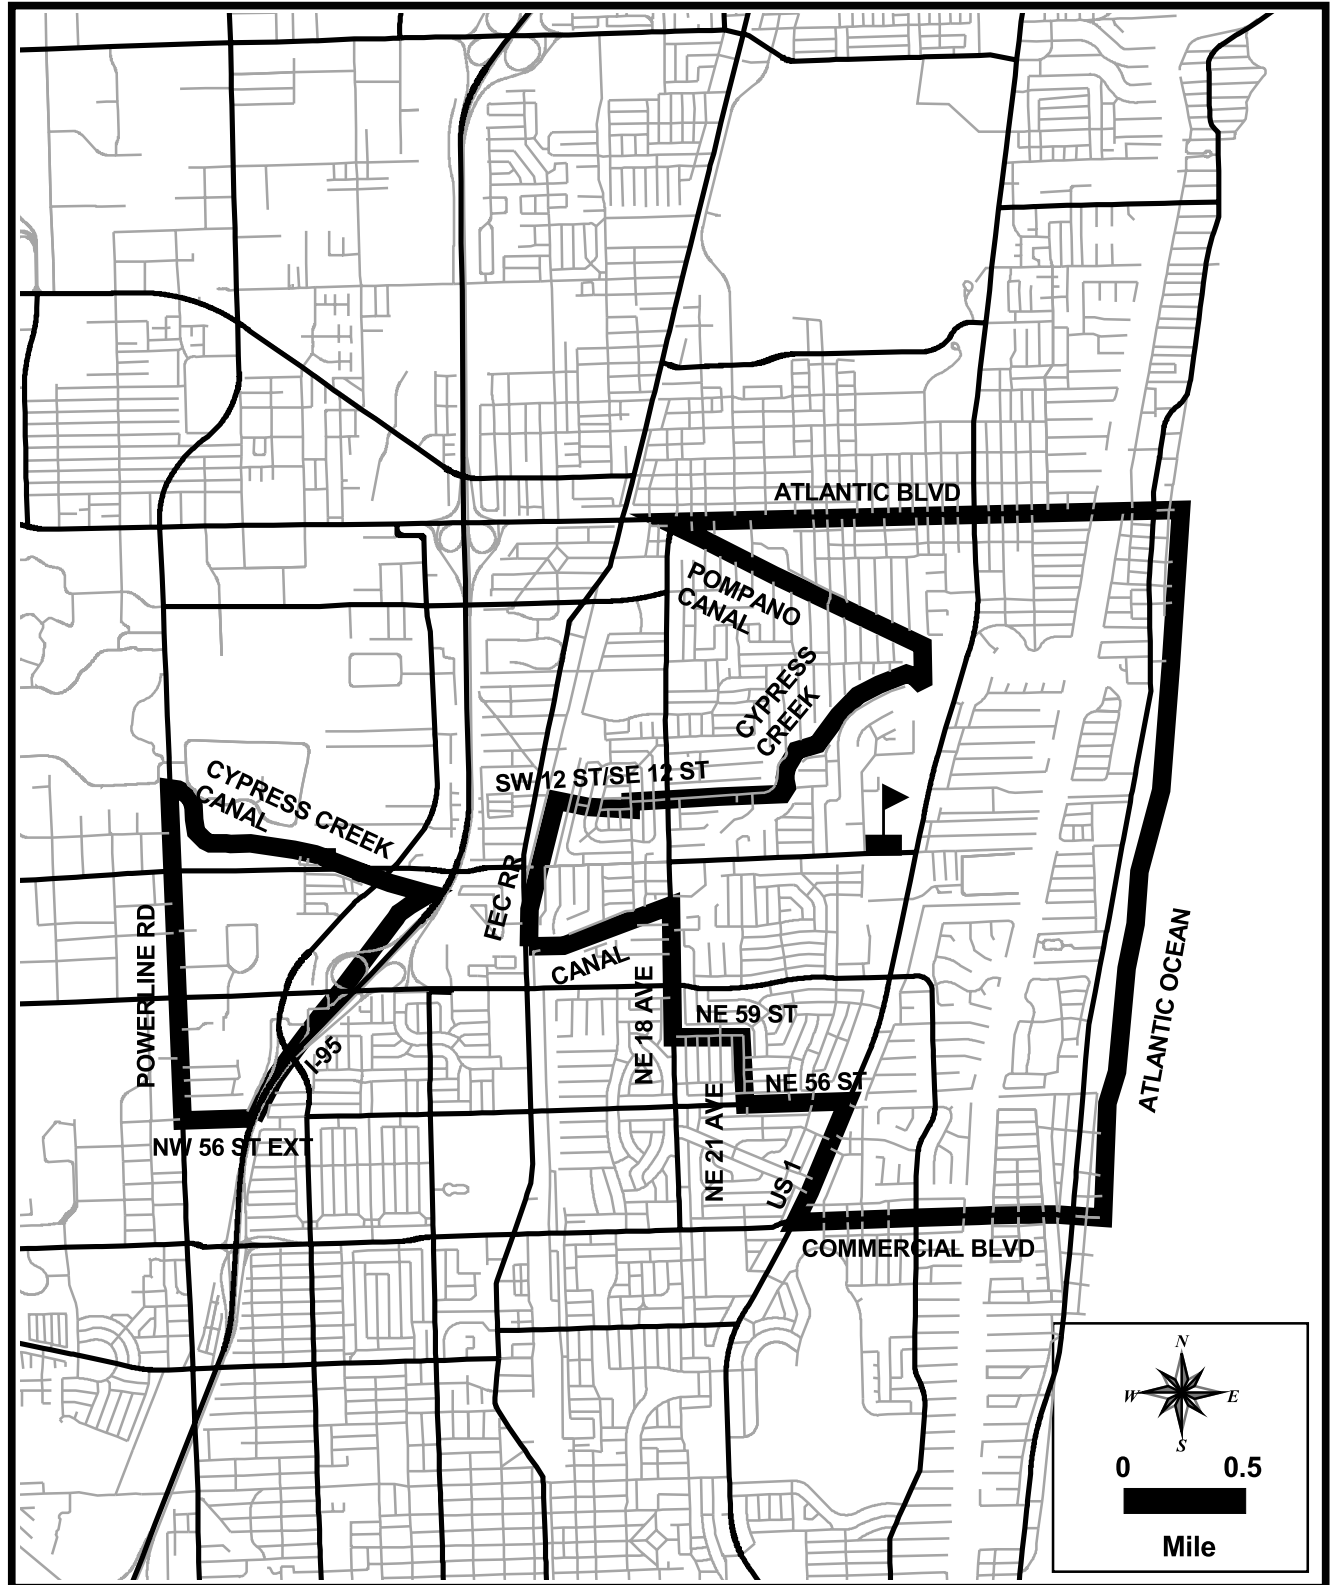 ATLANTIC BLVD
POMPANO
CANAL
CYPRESS
CREEK
SW 12 ST/SE 12 ST
CYPRESS CREEK
CANAL
FEC RR
CANAL
POWERLINE RD
NE 18 AVE
NE 59 ST
ATLANTIC OCEAN
I-95
NE 56 ST
NE 21 AVE
NW 56 ST EXT
US 1
COMMERCIAL BLVD
N
W E
S
0 0.5
Mile